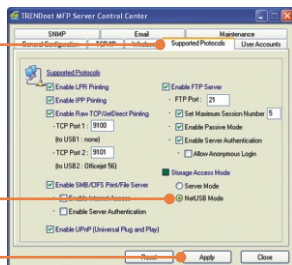 TRENDnet MFP Server Control Center
SNMP Email Maintenance
General Configuration TCP/IP Wireless Supported Protocols User Accounts
Supported Protocols
Enable LPR Printing
Enable IPP Printing
Enable Raw TCP/JetDirect Printing
- TCP Port 1 : 9100
(to USB1 : none)
- TCP Port 2 : 9101
(to USB2 : Officejet 56)
Enable SMB/CIFS Print/File Server
- Enable Internet Access
- Enable Server Authentication
Enable UPnP (Universal Plug and Play)
Enable FTP Server
- FTP Port : 21
- Set Maximum Session Number 5
- Enable Passive Mode
- Enable Server Authentication
- Allow Anonymous Login
Storage Access Mode
Server Mode
NetUSB Mode
Reset Apply Close